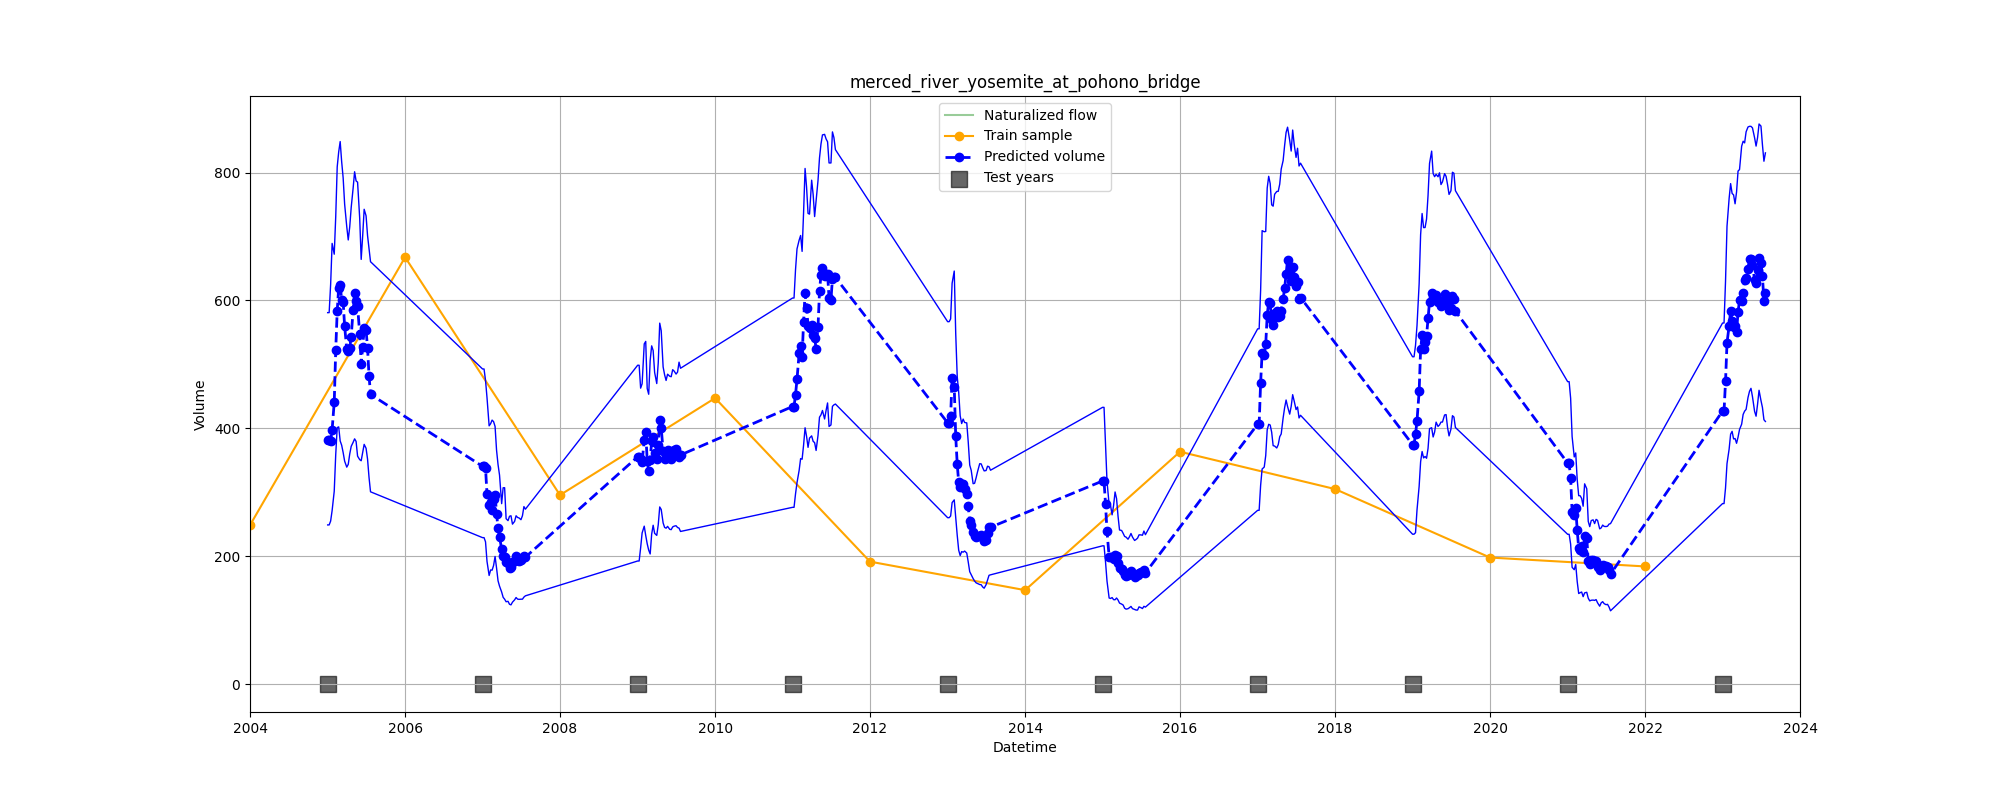 merced_river_yosemite_at_pohono_bridge
Naturalized flow
Train sample
Predicted volume
Test years
800
600
400
200
0
Volume
2004 2006 2008 2010 2012 2014 2016 2018 2020 2022 2024
Datetime